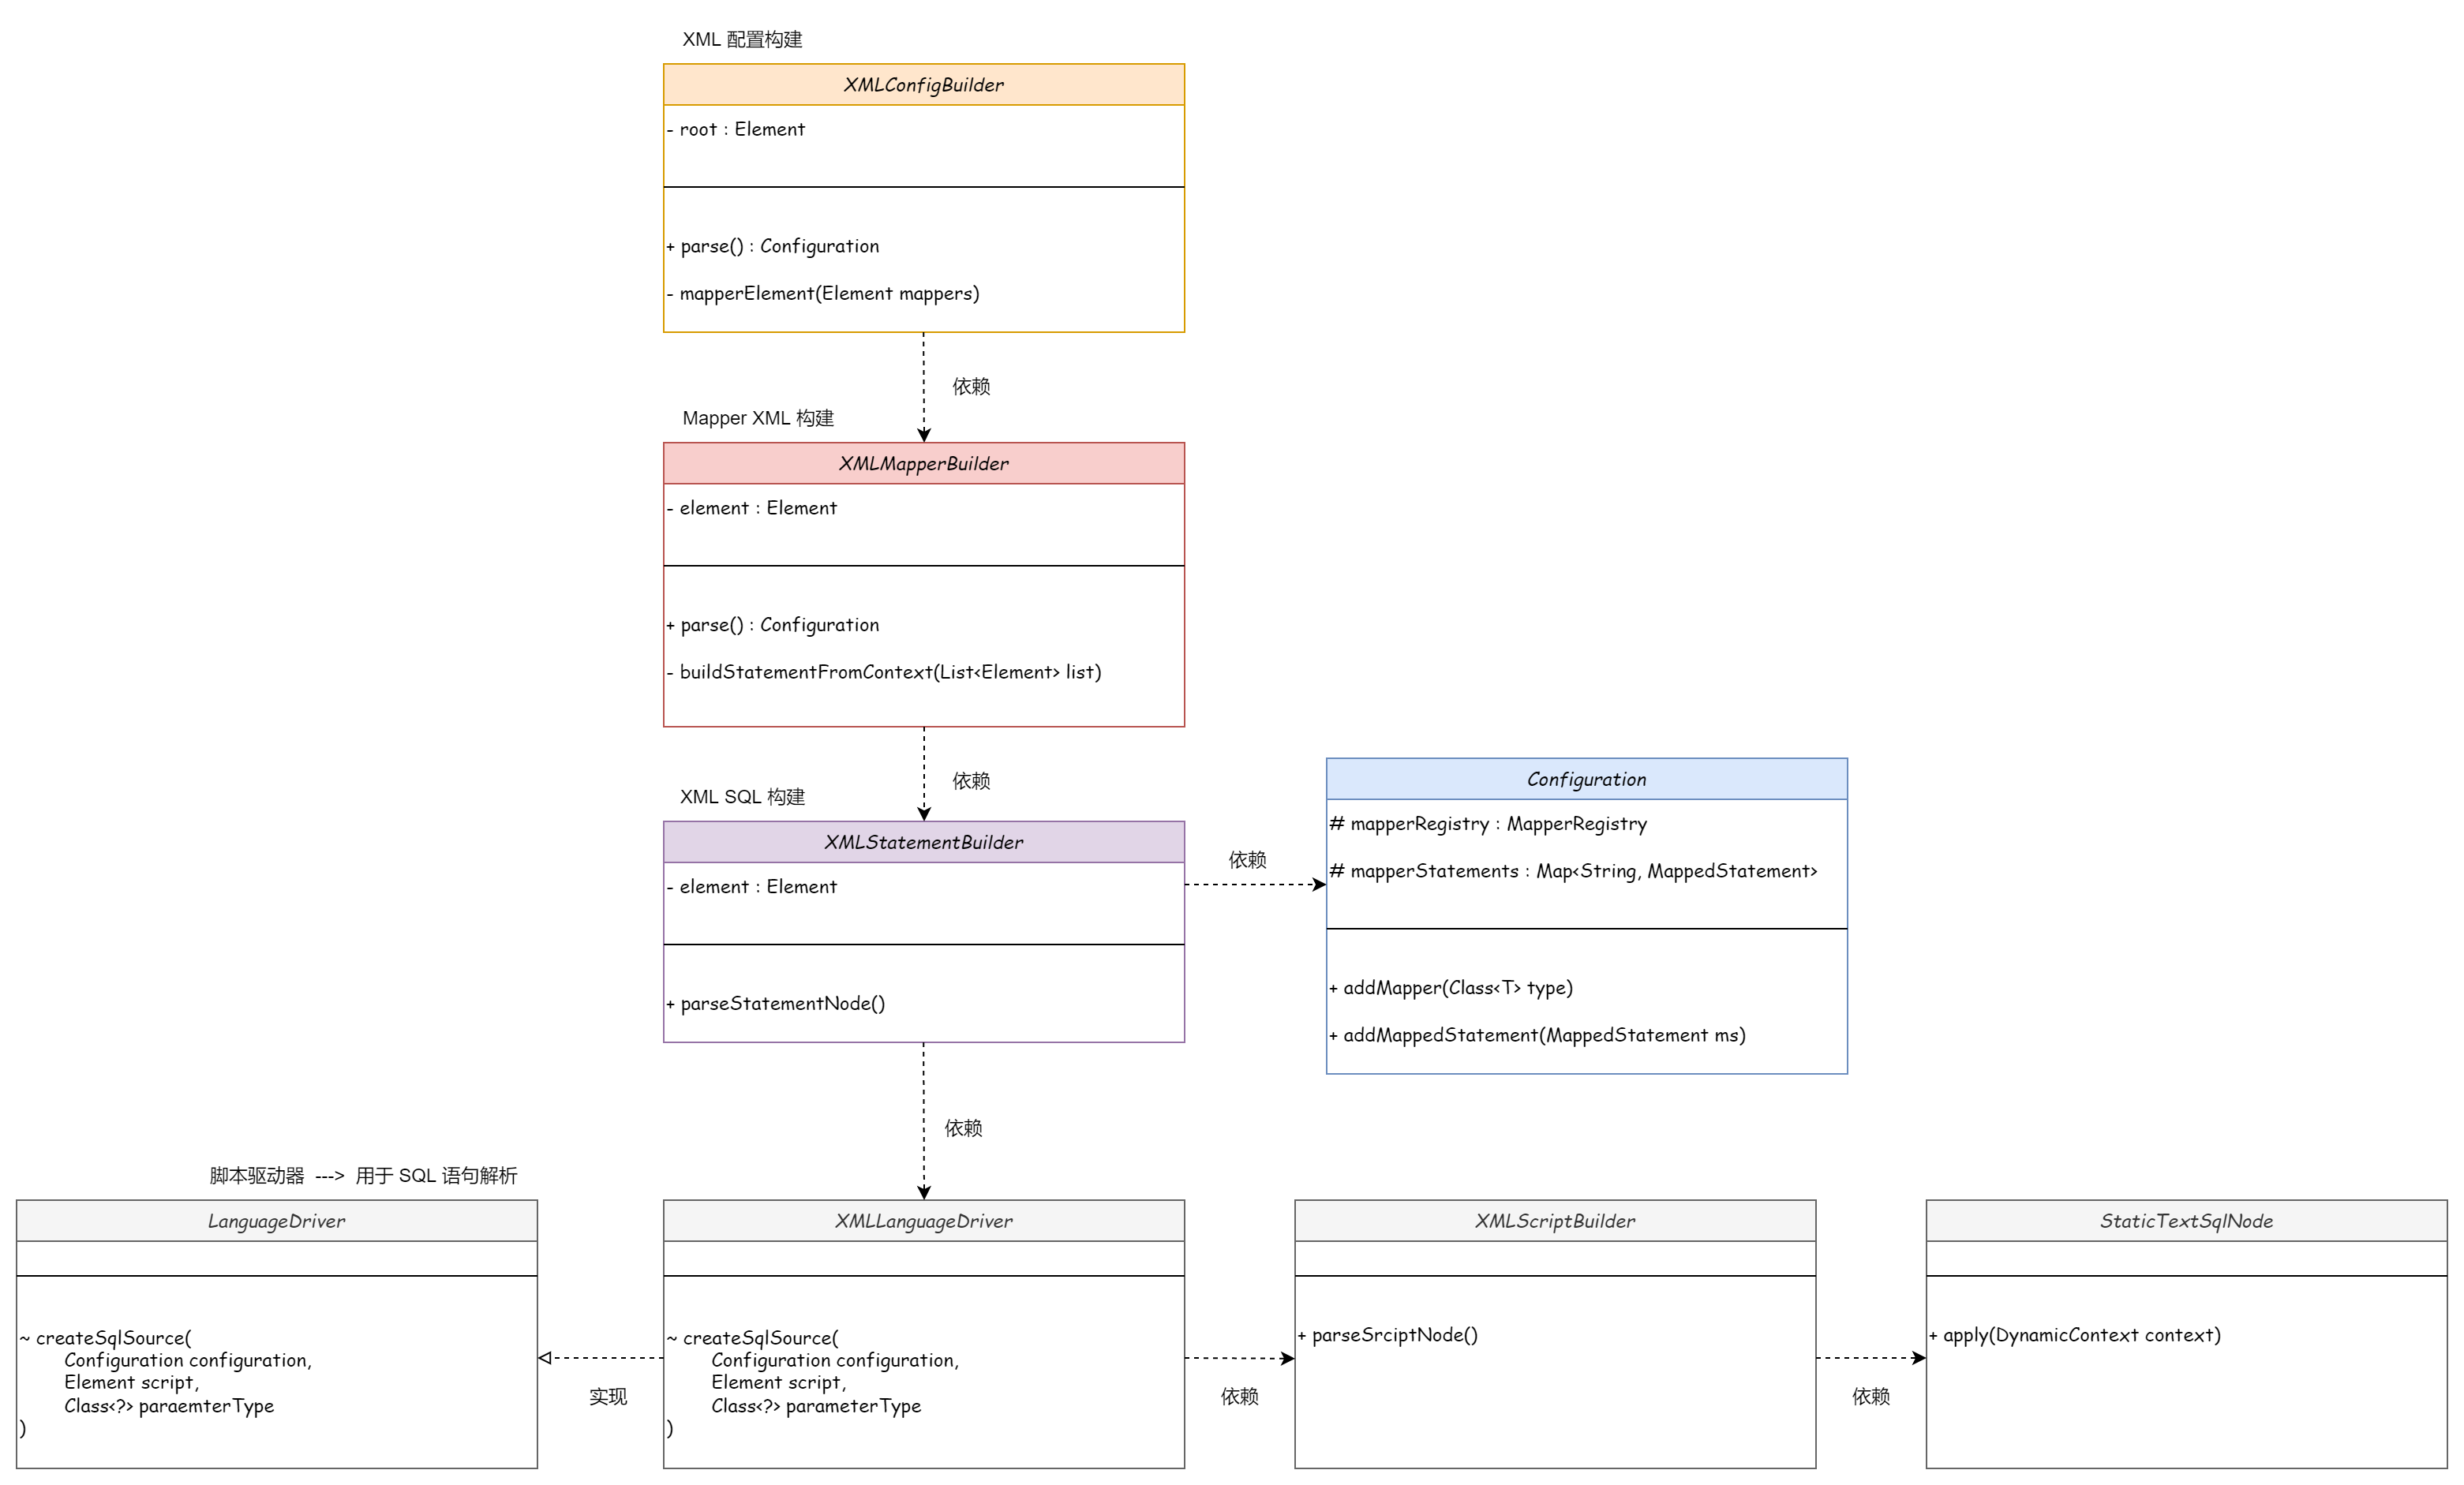 XML 配置构建
XMLConfigBuilder
- root : Element
+ parse() : Configuration
- mapperElement(Element mappers)
依赖
Mapper XML 构建
XMLMapperBuilder
- element : Element
+ parse() : Configuration
- buildStatementFromContext(List<Element> list)
依赖
XML SQL 构建
XMLStatementBuilder
- element : Element
+ parseStatementNode()
依赖
Configuration
# mapperRegistry : MapperRegistry
# mapperStatements : Map<String, MappedStatement>
+ addMapper(Class<T> type)
+ addMappedStatement(MappedStatement ms)
依赖
脚本驱动器 ---> 用于 SQL 语句解析
LanguageDriver
~ createSqlSource(
Configuration configuration,
Element script,
Class<?> paraemterType
)
实现
XMLLanguageDriver
~ createSqlSource(
Configuration configuration,
Element script,
Class<?> parameterType
)
依赖
XMLScriptBuilder
+ parseSrciptNode()
依赖
StaticTextSqlNode
+ apply(DynamicContext context)